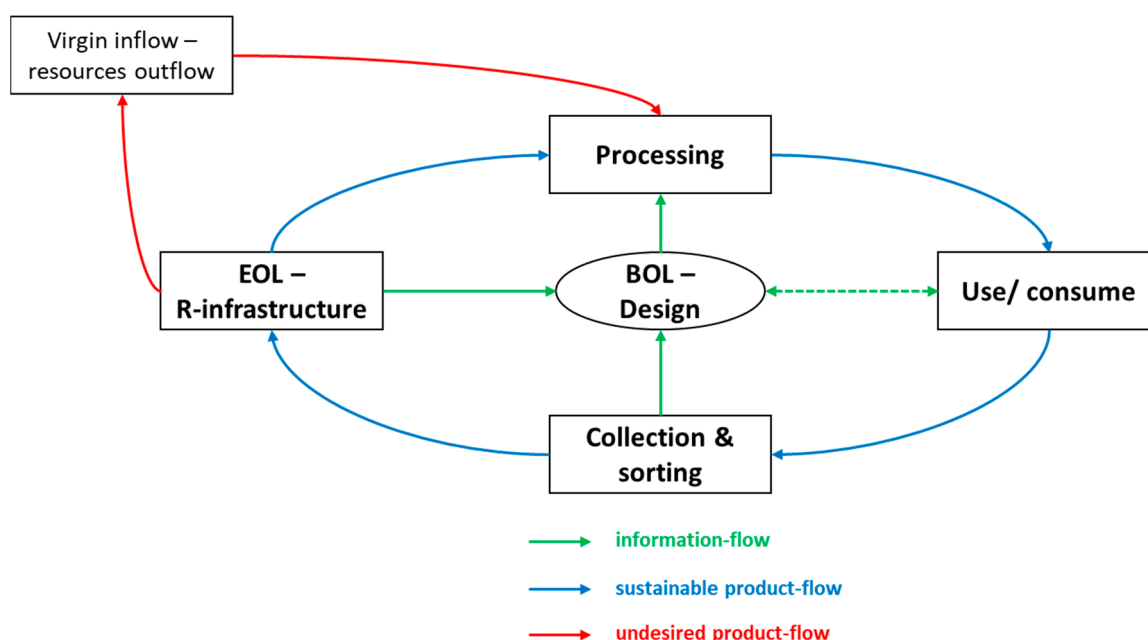 Virgin inflow –
resources outflow
Processing
EOL –
R-infrastructure
BOL –
Design
Use/ consume
Collection &
sorting
information-flow
sustainable product-flow
undesired product-flow